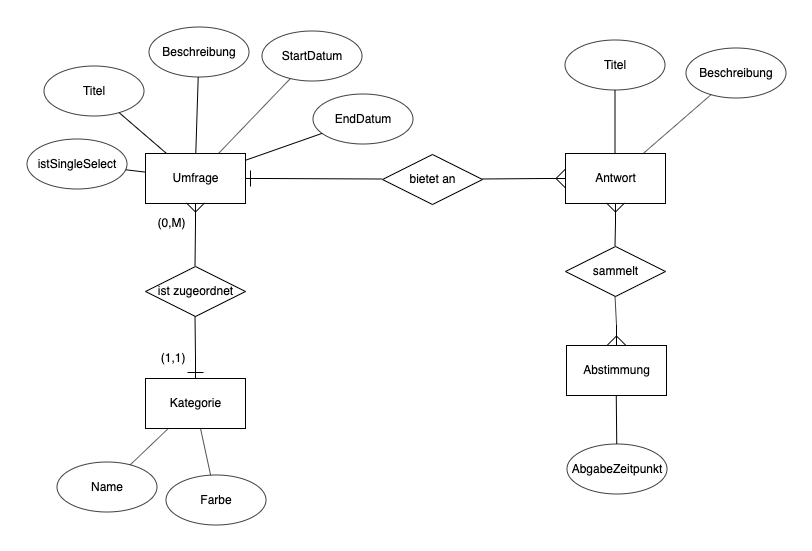 Beschreibung
StartDatum
Titel
EndDatum
istSingleSelect
Umfrage
bietet an
Titel
Beschreibung
Antwort
(0,M)
ist zugeordnet
sammelt
(1,1)
Kategorie
Abstimmung
Name
Farbe
AbgabeZeitpunkt